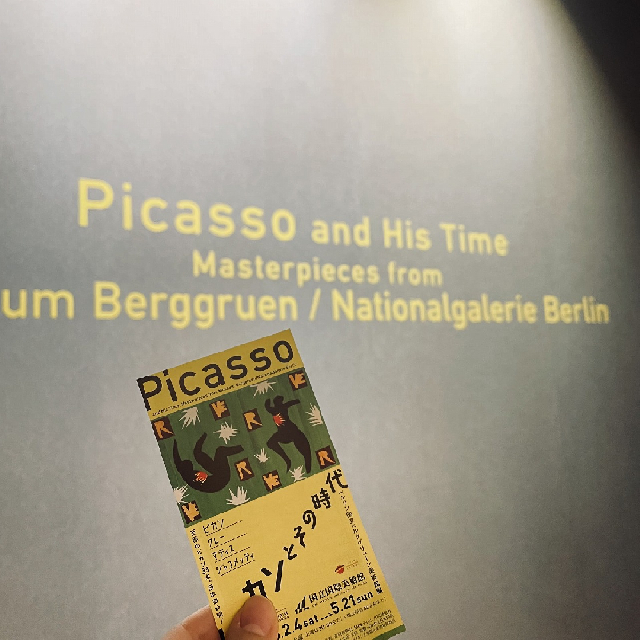 Picasso and His Time
Masterpieces from
um Berggruen / Nationalgalerie Berlin
Picasso
ピカソ
クレー
マティス
ジャコメッティ
カソとその時代
国立国際美術館
2.4sat 5.21sun